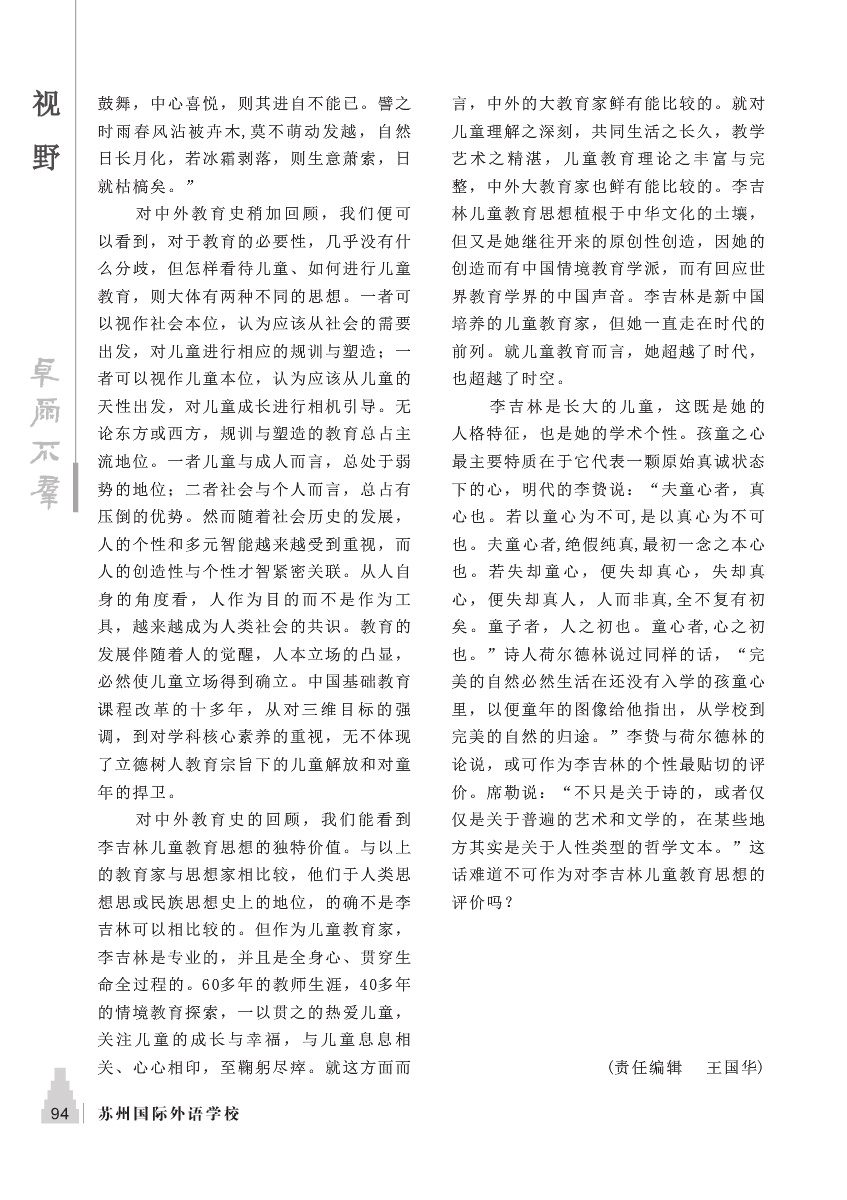 视
野
卓尔不群
鼓舞，中心喜悦，则其进自不能已。譬之
时雨春风沾被卉木,莫不萌动发越，自然
日长月化，若冰霜剥落，则生意萧索，日
就枯槁矣。”
对中外教育史稍加回顾，我们便可
以看到，对于教育的必要性，几乎没有什
么分歧，但怎样看待儿童、如何进行儿童
教育，则大体有两种不同的思想。一者可
以视作社会本位，认为应该从社会的需要
出发，对儿童进行相应的规训与塑造；一
者可以视作儿童本位，认为应该从儿童的
天性出发，对儿童成长进行相机引导。无
论东方或西方，规训与塑造的教育总占主
流地位。一者儿童与成人而言，总处于弱
势的地位；二者社会与个人而言，总占有
压倒的优势。然而随着社会历史的发展，
人的个性和多元智能越来越受到重视，而
人的创造性与个性才智紧密关联。从人自
身的角度看，人作为目的而不是作为工
具，越来越成为人类社会的共识。教育的
发展伴随着人的觉醒，人本立场的凸显，
必然使儿童立场得到确立。中国基础教育
课程改革的十多年，从对三维目标的强
调，到对学科核心素养的重视，无不体现
了立德树人教育宗旨下的儿童解放和对童
年的捍卫。
对中外教育史的回顾，我们能看到
李吉林儿童教育思想的独特价值。与以上
的教育家与思想家相比较，他们于人类思
想思或民族思想史上的地位，的确不是李
吉林可以相比较的。但作为儿童教育家，
李吉林是专业的，并且是全身心、贯穿生
命全过程的。60多年的教师生涯，40多年
的情境教育探索，一以贯之的热爱儿童，
关注儿童的成长与幸福，与儿童息息相
关、心心相印，至鞠躬尽瘁。就这方面而
言，中外的大教育家鲜有能比较的。就对
儿童理解之深刻，共同生活之长久，教学
艺术之精湛，儿童教育理论之丰富与完
整，中外大教育家也鲜有能比较的。李吉
林儿童教育思想植根于中华文化的土壤，
但又是她继往开来的原创性创造，因她的
创造而有中国情境教育学派，而有回应世
界教育学界的中国声音。李吉林是新中国
培养的儿童教育家，但她一直走在时代的
前列。就儿童教育而言，她超越了时代，
也超越了时空。
李吉林是长大的儿童，这既是她的
人格特征，也是她的学术个性。孩童之心
最主要特质在于它代表一颗原始真诚状态
下的心，明代的李贽说：“夫童心者，真
心也。若以童心为不可,是以真心为不可
也。夫童心者,绝假纯真,最初一念之本心
也。若失却童心，便失却真心，失却真
心，便失却真人，人而非真,全不复有初
矣。童子者，人之初也。童心者,心之初
也。”诗人荷尔德林说过同样的话，“完
美的自然必然生活在还没有入学的孩童心
里，以便童年的图像给他指出，从学校到
完美的自然的归途。”李贽与荷尔德林的
论说，或可作为李吉林的个性最贴切的评
价。席勒说：“不只是关于诗的，或者仅
仅是关于普遍的艺术和文学的，在某些地
方其实是关于人性类型的哲学文本。”这
话难道不可作为对李吉林儿童教育思想的
评价吗？
(责任编辑　王国华)
94 苏州国际外语学校